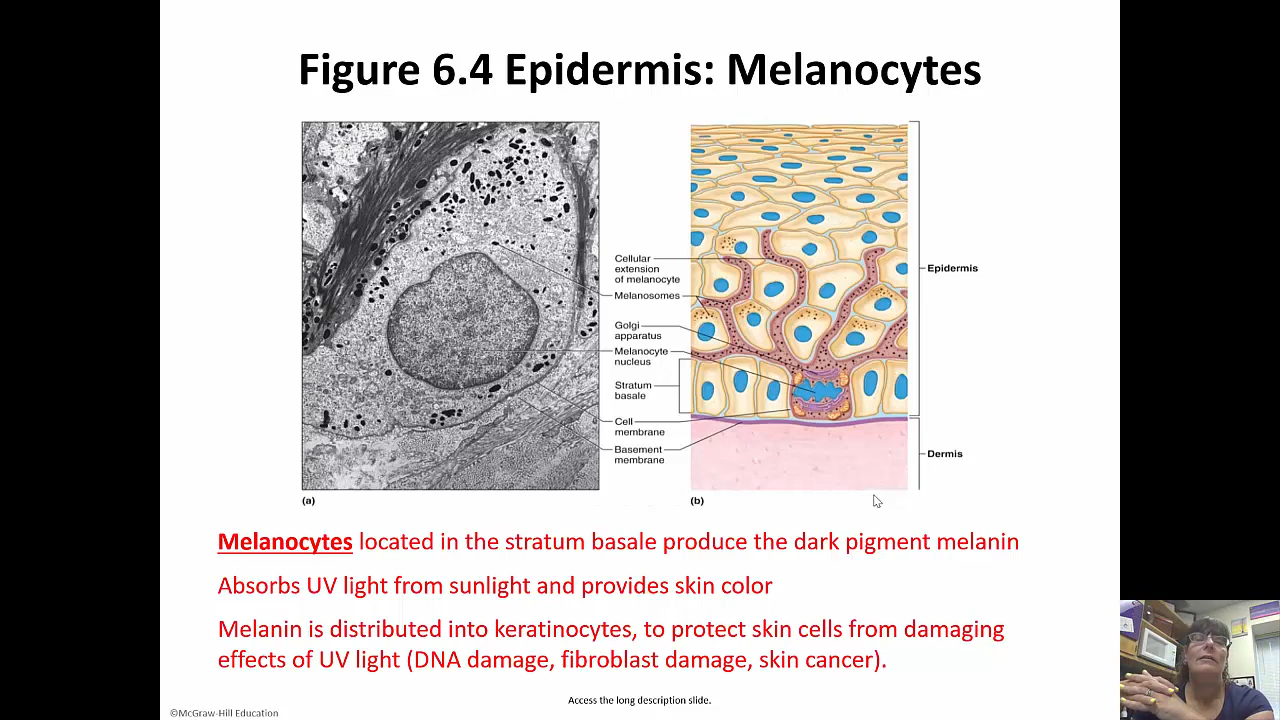 Figure 6.4 Epidermis: Melanocytes
Cellular
extension
of melanocyte
Melanosomes
Golgi
apparatus
Melanocyte
nucleus
Stratum
basale
Cell
membrane
Basement
membrane
Epidermis
Dermis
(a)
(b)
Melanocytes located in the stratum basale produce the dark pigment melanin
Absorbs UV light from sunlight and provides skin color
Melanin is distributed into keratinocytes, to protect skin cells from damaging
effects of UV light (DNA damage, fibroblast damage, skin cancer).
Access the long description slide.
©McGraw-Hill Education